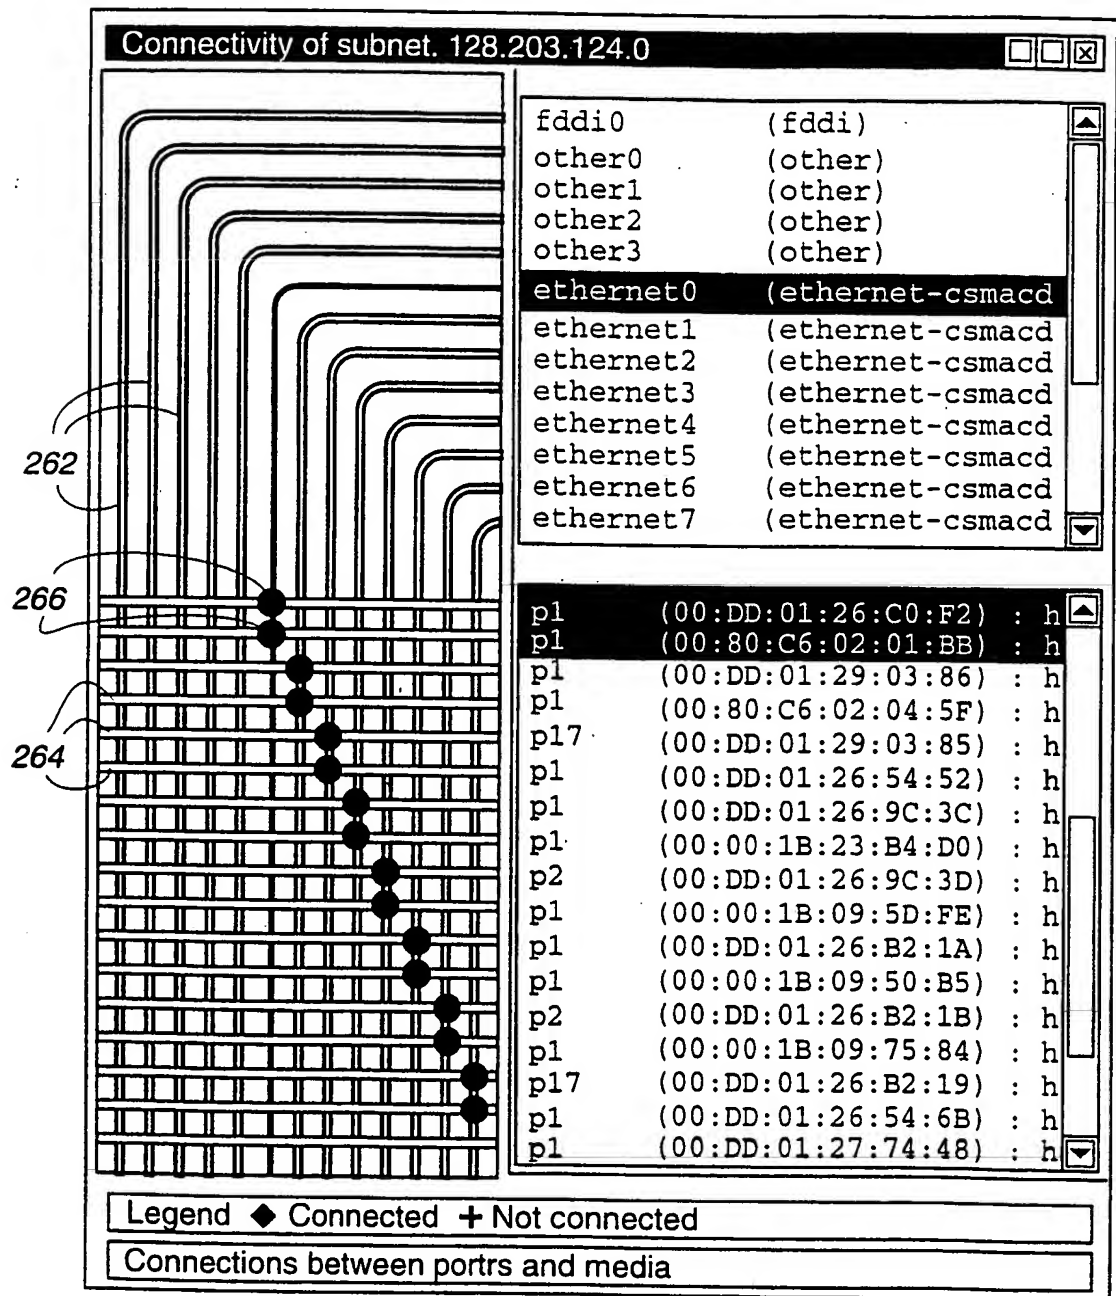 Connectivity of subnet. 128.203.124.0
fddi0 (fddi)
other0 (other)
other1 (other)
other2 (other)
other3 (other)
ethernet0 (ethernet-csmacd
ethernet1 (ethernet-csmacd
ethernet2 (ethernet-csmacd
ethernet3 (ethernet-csmacd
ethernet4 (ethernet-csmacd
ethernet5 (ethernet-csmacd
ethernet6 (ethernet-csmacd
ethernet7 (ethernet-csmacd
262
266
264
p1 (00:DD:01:26:C0:F2) : h
p1 (00:80:C6:02:01:BB) : h
p1 (00:DD:01:29:03:86) : h
p1 (00:80:C6:02:04:5F) : h
p17 (00:DD:01:29:03:85) : h
p1 (00:DD:01:26:54:52) : h
p1 (00:DD:01:26:9C:3C) : h
p1 (00:00:1B:23:B4:D0) : h
p2 (00:DD:01:26:9C:3D) : h
p1 (00:00:1B:09:5D:FE) : h
p1 (00:DD:01:26:B2:1A) : h
p1 (00:00:1B:09:50:B5) : h
p2 (00:DD:01:26:B2:1B) : h
p1 (00:00:1B:09:75:84) : h
p17 (00:DD:01:26:B2:19) : h
p1 (00:DD:01:26:54:6B) : h
p1 (00:DD:01:27:74:48) : h
Legend ◆ Connected + Not connected
Connections between portrs and media